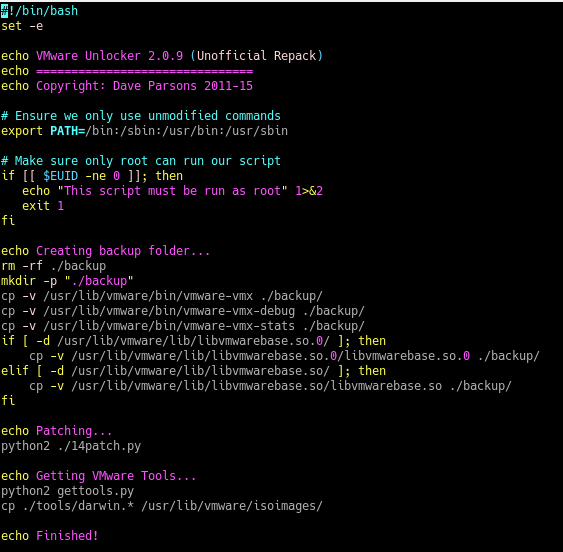 #!/bin/bash
set -e

echo VMware Unlocker 2.0.9 (Unofficial Repack)
echo ===============================
echo Copyright: Dave Parsons 2011-15

# Ensure we only use unmodified commands
export PATH=/bin:/sbin:/usr/bin:/usr/sbin

# Make sure only root can run our script
if [[ $EUID -ne 0 ]]; then
   echo "This script must be run as root" 1>&2
   exit 1
fi

echo Creating backup folder...
rm -rf ./backup
mkdir -p "./backup"
cp -v /usr/lib/vmware/bin/vmware-vmx ./backup/
cp -v /usr/lib/vmware/bin/vmware-vmx-debug ./backup/
cp -v /usr/lib/vmware/bin/vmware-vmx-stats ./backup/
if [ -d /usr/lib/vmware/lib/libvmwarebase.so.0/ ]; then
    cp -v /usr/lib/vmware/lib/libvmwarebase.so.0/libvmwarebase.so.0 ./backup/
elif [ -d /usr/lib/vmware/lib/libvmwarebase.so/ ]; then
    cp -v /usr/lib/vmware/lib/libvmwarebase.so/libvmwarebase.so ./backup/
fi

echo Patching...
python2 ./14patch.py

echo Getting VMware Tools...
python2 gettools.py
cp ./tools/darwin.* /usr/lib/vmware/isoimages/

echo Finished!